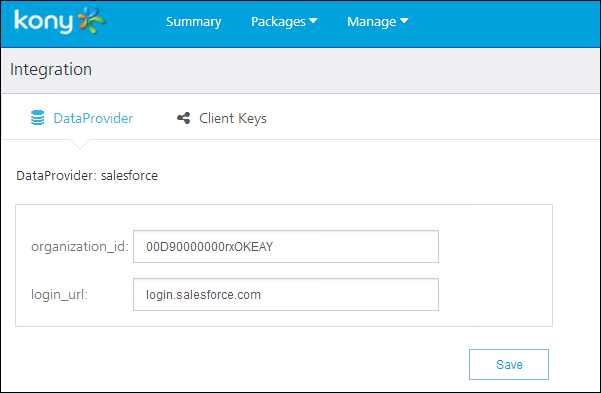 kony Summary Packages Manage
Integration
DataProvider Client Keys
DataProvider: salesforce
organization_id: 00D90000000rxOKEAY
login_url: login.salesforce.com
Save